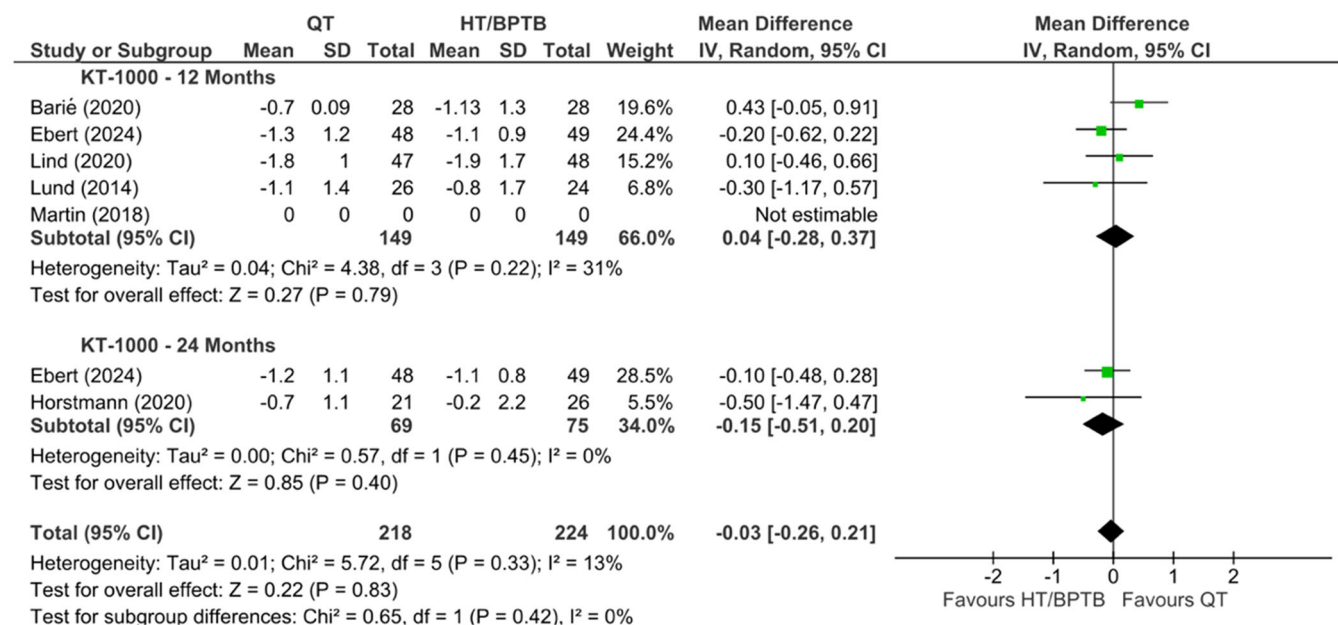 QT HT/BPTB Mean Difference Mean Difference
Study or Subgroup Mean SD Total Mean SD Total Weight IV, Random, 95% CI IV, Random, 95% CI
KT-1000 - 12 Months
Barié (2020) -0.7 0.09 28 -1.13 1.3 28 19.6% 0.43 [-0.05, 0.91]
Ebert (2024) -1.3 1.2 48 -1.1 0.9 49 24.4% -0.20 [-0.62, 0.22]
Lind (2020) -1.8 1 47 -1.9 1.7 48 15.2% 0.10 [-0.46, 0.66]
Lund (2014) -1.1 1.4 26 -0.8 1.7 24 6.8% -0.30 [-1.17, 0.57]
Martin (2018) 0 0 0 0 0 0 Not estimable
Subtotal (95% CI) 149 149 66.0% 0.04 [-0.28, 0.37]
Heterogeneity: Tau² = 0.04; Chi² = 4.38, df = 3 (P = 0.22); I² = 31%
Test for overall effect: Z = 0.27 (P = 0.79)
KT-1000 - 24 Months
Ebert (2024) -1.2 1.1 48 -1.1 0.8 49 28.5% -0.10 [-0.48, 0.28]
Horstmann (2020) -0.7 1.1 21 -0.2 2.2 26 5.5% -0.50 [-1.47, 0.47]
Subtotal (95% CI) 69 75 34.0% -0.15 [-0.51, 0.20]
Heterogeneity: Tau² = 0.00; Chi² = 0.57, df = 1 (P = 0.45); I² = 0%
Test for overall effect: Z = 0.85 (P = 0.40)
Total (95% CI) 218 224 100.0% -0.03 [-0.26, 0.21]
Heterogeneity: Tau² = 0.01; Chi² = 5.72, df = 5 (P = 0.33); I² = 13%
Test for overall effect: Z = 0.22 (P = 0.83)
Test for subgroup differences: Chi² = 0.65, df = 1 (P = 0.42), I² = 0%
-2 -1 0 1 2
Favours HT/BPTB Favours QT